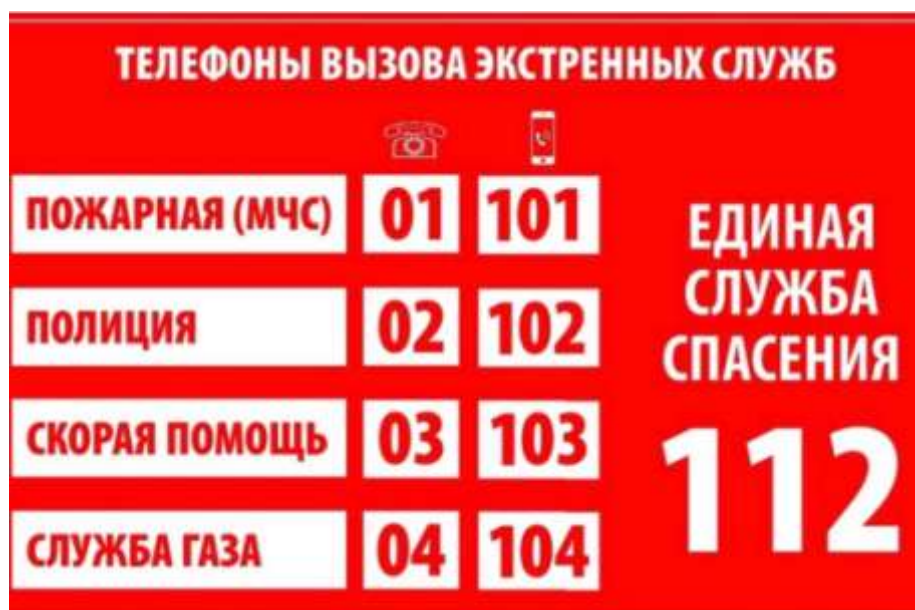 ТЕЛЕФОНЫ ВЫЗОВА ЭКСТРЕННЫХ СЛУЖБ
ПОЖАРНАЯ (МЧС) 01 101
ПОЛИЦИЯ 02 102
СКОРАЯ ПОМОЩЬ 03 103
СЛУЖБА ГАЗА 04 104
ЕДИНАЯ
СЛУЖБА
СПАСЕНИЯ
112